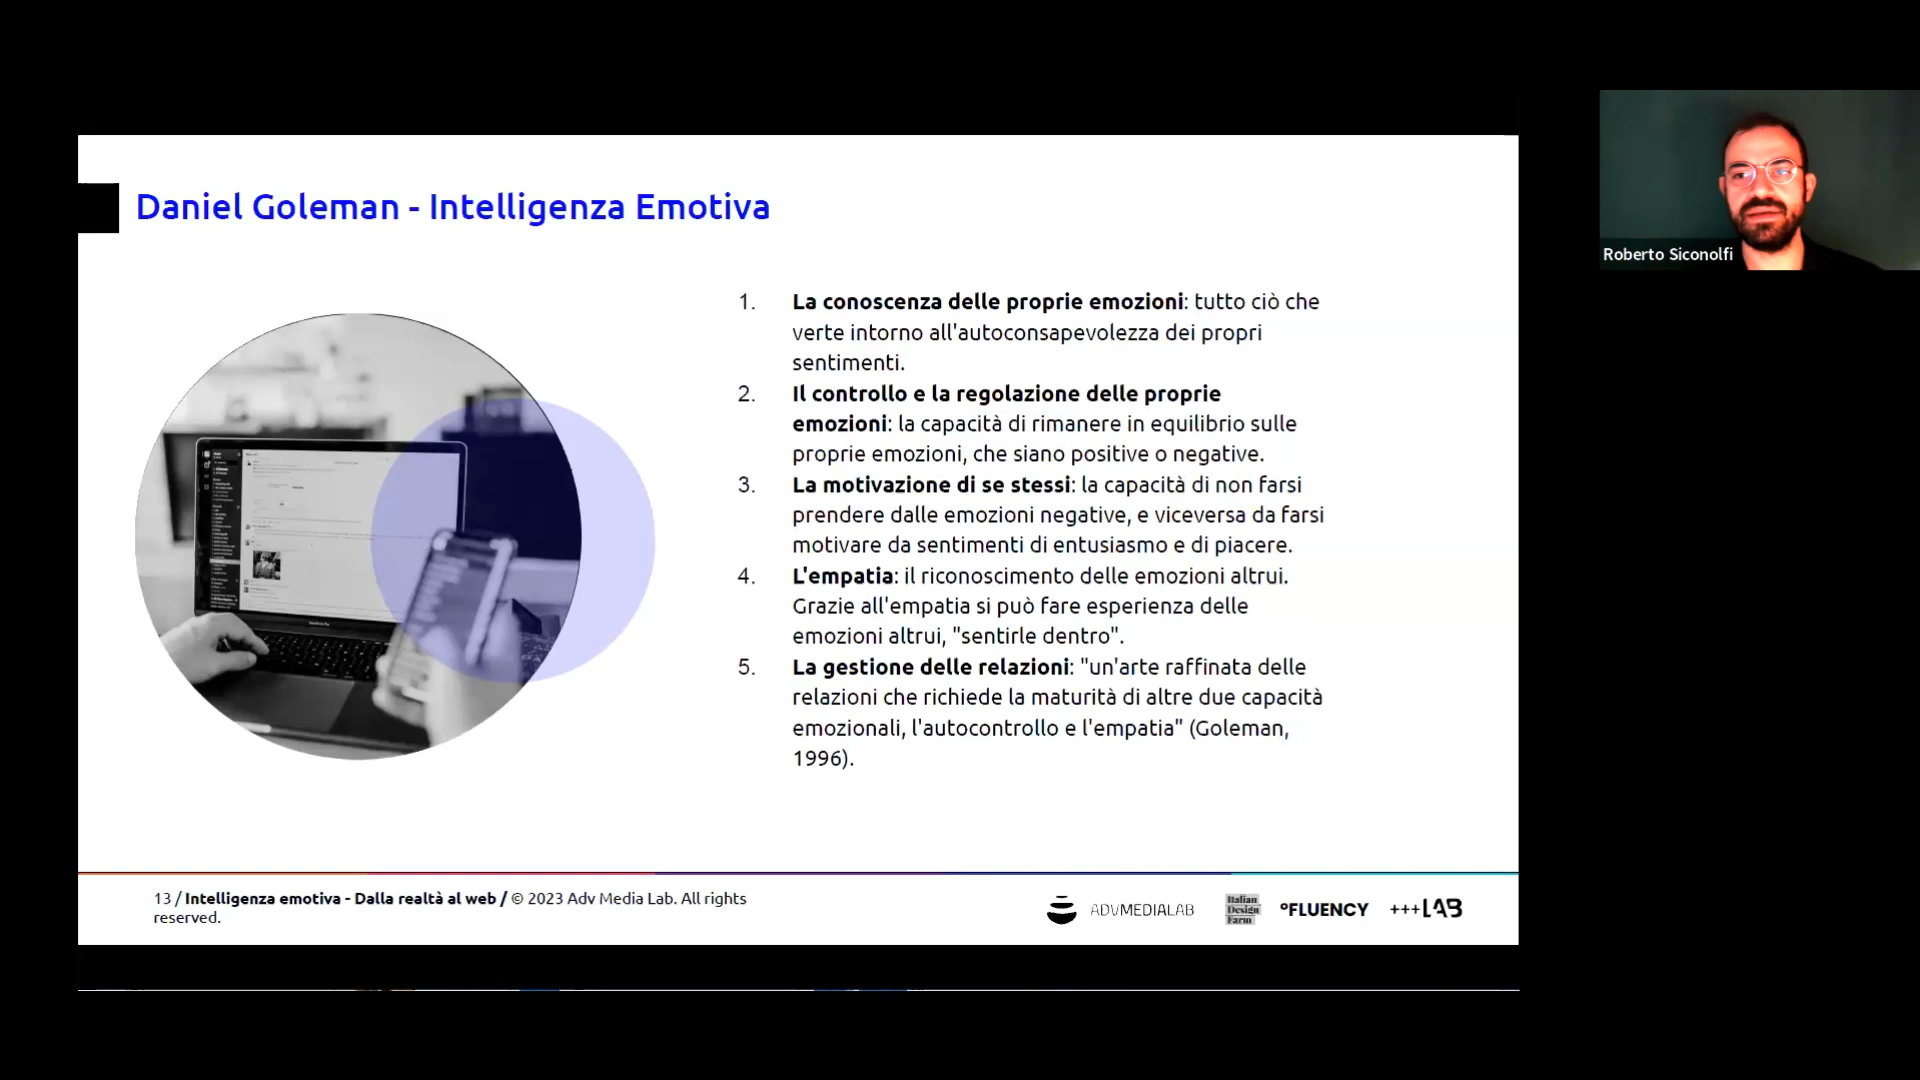 Daniel Goleman - Intelligenza Emotiva
1. La conoscenza delle proprie emozioni: tutto ciò che
verte intorno all'autoconsapevolezza dei propri
sentimenti.
2. Il controllo e la regolazione delle proprie
emozioni: la capacità di rimanere in equilibrio sulle
proprie emozioni, che siano positive o negative.
3. La motivazione di se stessi: la capacità di non farsi
prendere dalle emozioni negative, e viceversa da farsi
motivare da sentimenti di entusiasmo e di piacere.
4. L'empatia: il riconoscimento delle emozioni altrui.
Grazie all'empatia si può fare esperienza delle
emozioni altrui, "sentirle dentro".
5. La gestione delle relazioni: "un'arte raffinata delle
relazioni che richiede la maturità di altre due capacità
emozionali, l'autocontrollo e l'empatia" (Goleman,
1996).
13 / Intelligenza emotiva - Dalla realtà al web / © 2023 Adv Media Lab. All rights
reserved.
ADVMEDIALAB
Italian
Design
Farm
°FLUENCY
+++LAB
Roberto Siconolfi